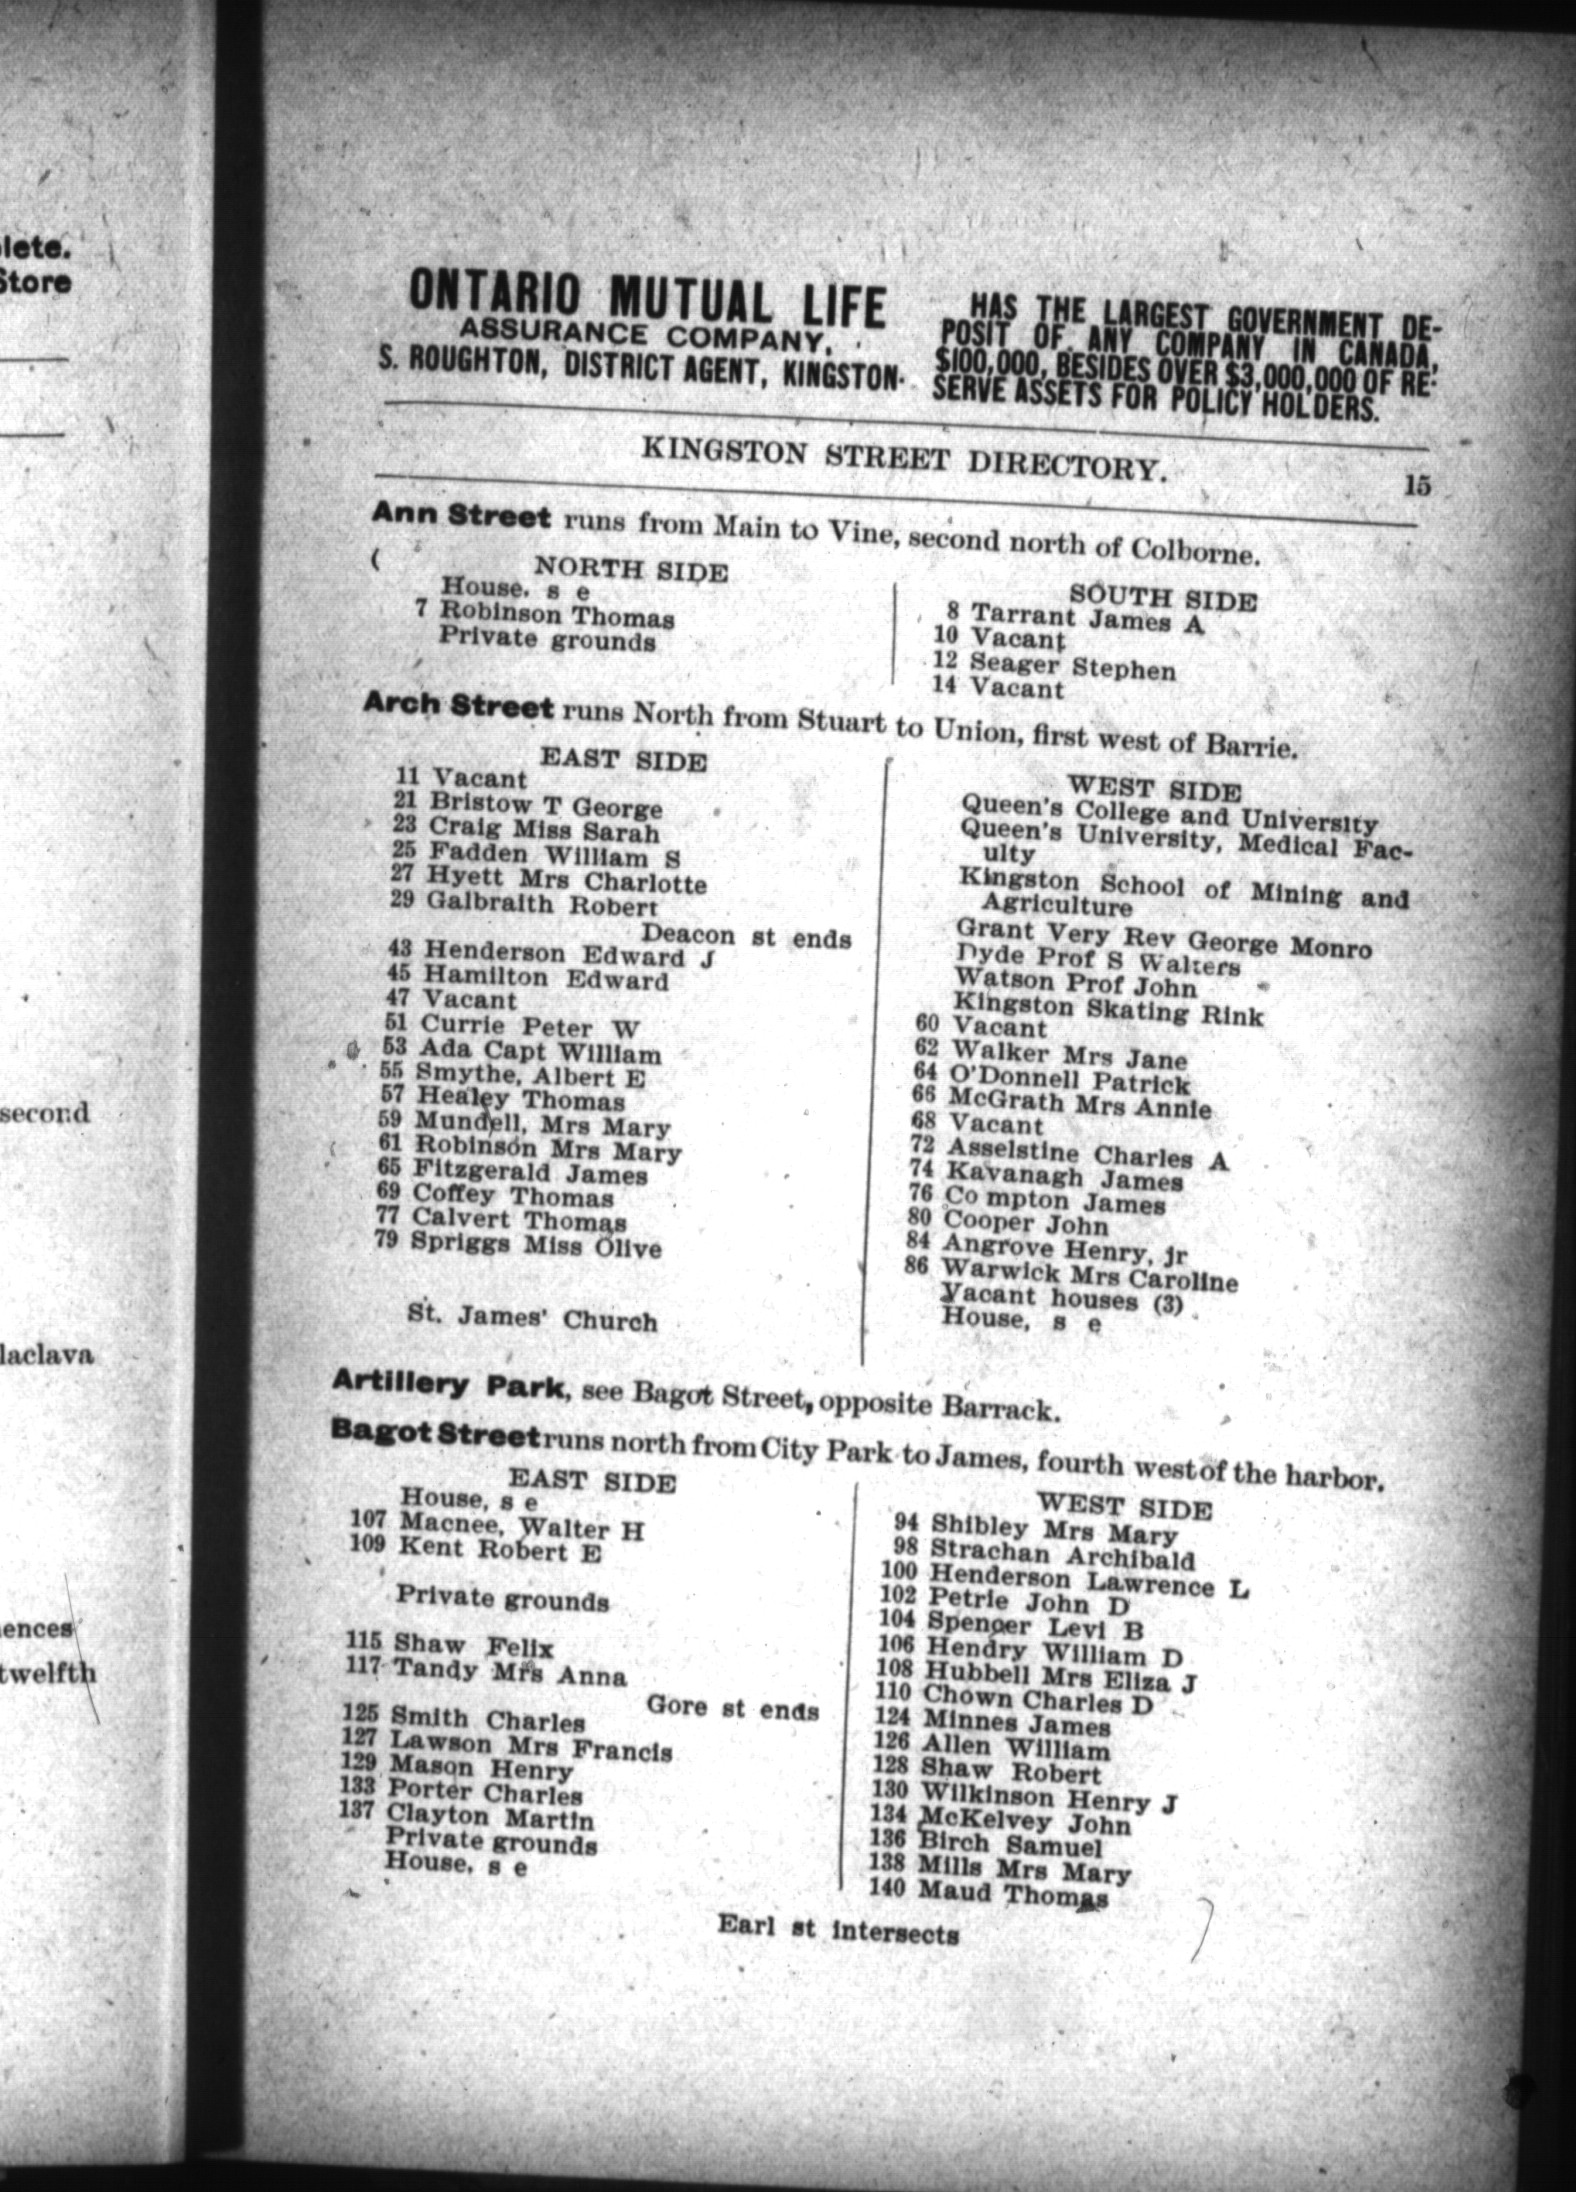 lete.
Store
second
laclava
ences
twelfth
ONTARIO MUTUAL LIFE
ASSURANCE COMPANY,
S. ROUGHTON, DISTRICT AGENT, KINGSTON.
HAS THE LARGEST GOVERNMENT DE-
POSIT OF ANY COMPANY IN CANADA,
$100,000, BESIDES OVER $3,000,000 OF RE-
SERVE ASSETS FOR POLICY HOLDERS.
KINGSTON STREET DIRECTORY. 15
Ann Street runs from Main to Vine, second north of Colborne.
NORTH SIDE
House, s e
7 Robinson Thomas
Private grounds
SOUTH SIDE
8 Tarrant James A
10 Vacant
12 Seager Stephen
14 Vacant
Arch Street runs North from Stuart to Union, first west of Barrie.
EAST SIDE
11 Vacant
21 Bristow T George
23 Craig Miss Sarah
25 Fadden William S
27 Hyett Mrs Charlotte
29 Galbraith Robert
Deacon st ends
43 Henderson Edward J
45 Hamilton Edward
47 Vacant
51 Currie Peter W
53 Ada Capt William
55 Smythe, Albert E
57 Healey Thomas
59 Mundell, Mrs Mary
61 Robinson Mrs Mary
65 Fitzgerald James
69 Coffey Thomas
77 Calvert Thomas
79 Spriggs Miss Olive
St. James' Church
WEST SIDE
Queen's College and University
Queen's University, Medical Fac-
ulty
Kingston School of Mining and
Agriculture
Grant Very Rev George Monro
Dyde Prof S Walters
Watson Prof John
Kingston Skating Rink
60 Vacant
62 Walker Mrs Jane
64 O'Donnell Patrick
66 McGrath Mrs Annie
68 Vacant
72 Asselstine Charles A
74 Kavanagh James
76 Co mpton James
80 Cooper John
84 Angrove Henry, jr
86 Warwick Mrs Caroline
Vacant houses (3)
House, s e
Artillery Park, see Bagot Street, opposite Barrack.
Bagot Street runs north from City Park to James, fourth west of the harbor.
EAST SIDE
House, s e
107 Macnee, Walter H
109 Kent Robert E
Private grounds
115 Shaw Felix
117 Tandy Mrs Anna
Gore st ends
125 Smith Charles
127 Lawson Mrs Francis
129 Mason Henry
133 Porter Charles
137 Clayton Martin
Private grounds
House, s e
WEST SIDE
94 Shibley Mrs Mary
98 Strachan Archibald
100 Henderson Lawrence L
102 Petrie John D
104 Spencer Levi B
106 Hendry William D
108 Hubbell Mrs Eliza J
110 Chown Charles D
124 Minnes James
126 Allen William
128 Shaw Robert
130 Wilkinson Henry J
134 McKelvey John
136 Birch Samuel
138 Mills Mrs Mary
140 Maud Thomas
Earl st intersects